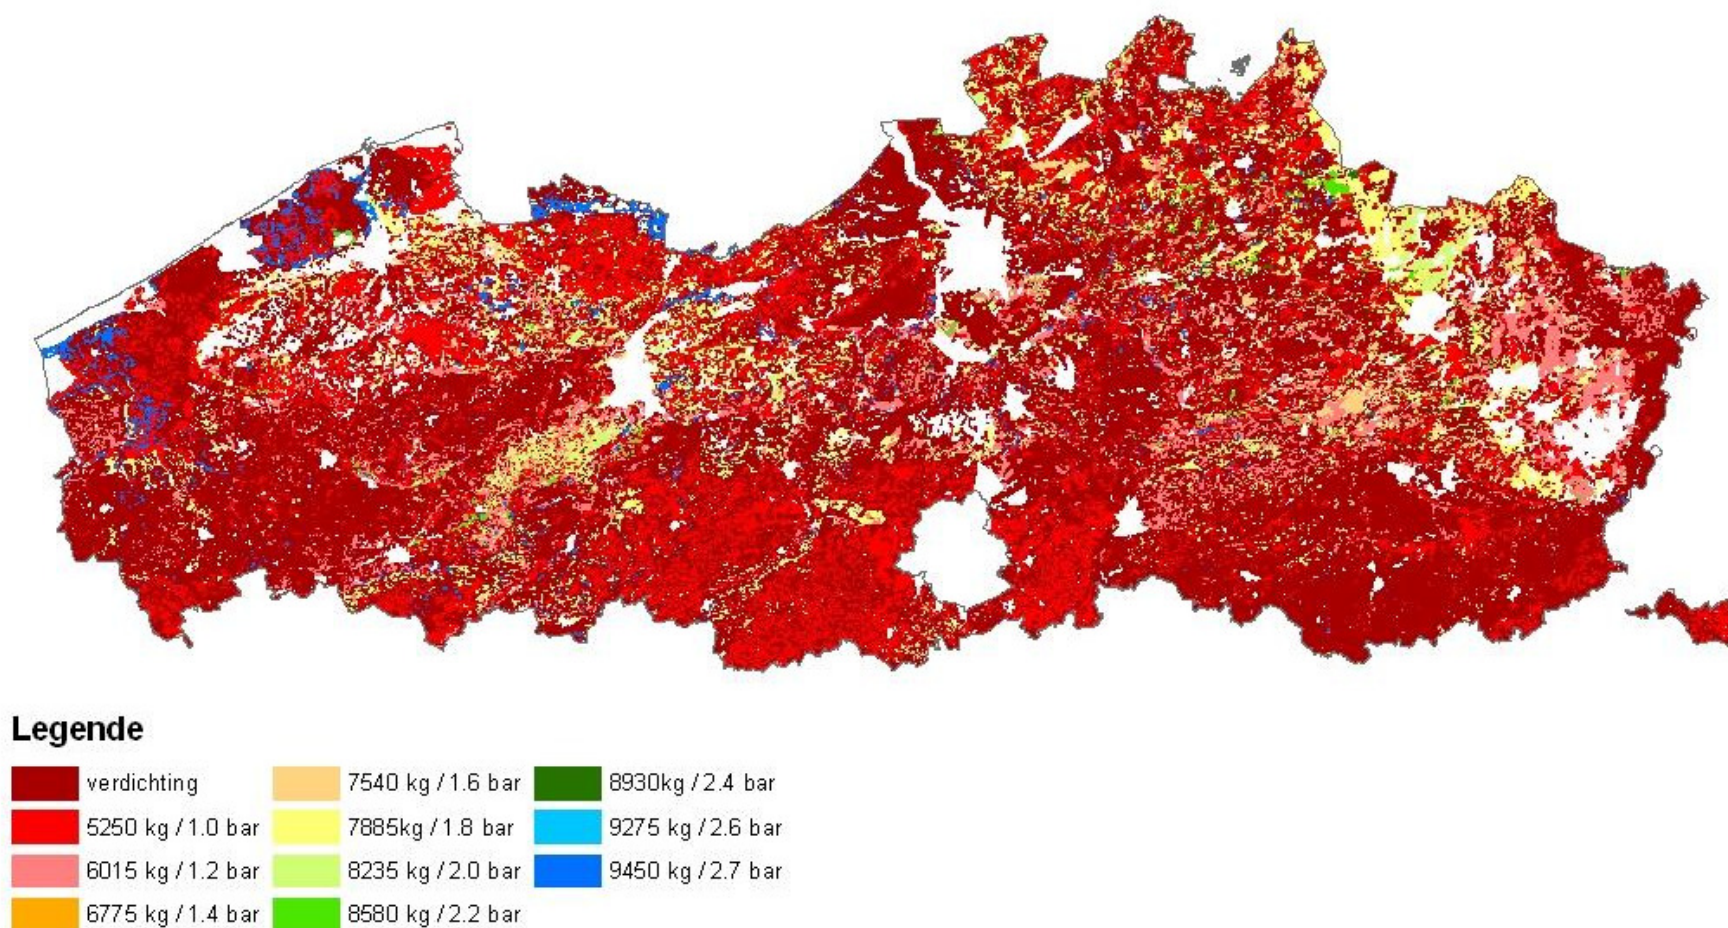 Legende
verdichting
5250 kg / 1.0 bar
6015 kg / 1.2 bar
6775 kg / 1.4 bar
7540 kg / 1.6 bar
7885kg / 1.8 bar
8235 kg / 2.0 bar
8580 kg / 2.2 bar
8930kg / 2.4 bar
9275 kg / 2.6 bar
9450 kg / 2.7 bar